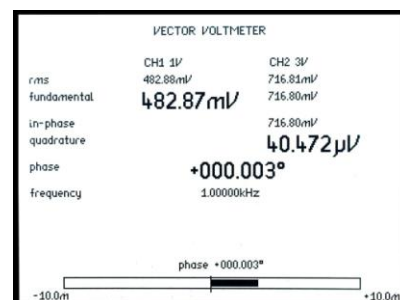 VECTOR VOLTMETER
CH1 1V CH2 3V
rms 482.88mV 716.81mV
fundamental 482.87mV 716.80mV
in-phase 716.80mV
quadrature 40.472µV
phase +000.003°
frequency 1.00000kHz
phase +000.003°
-10.0m +10.0m